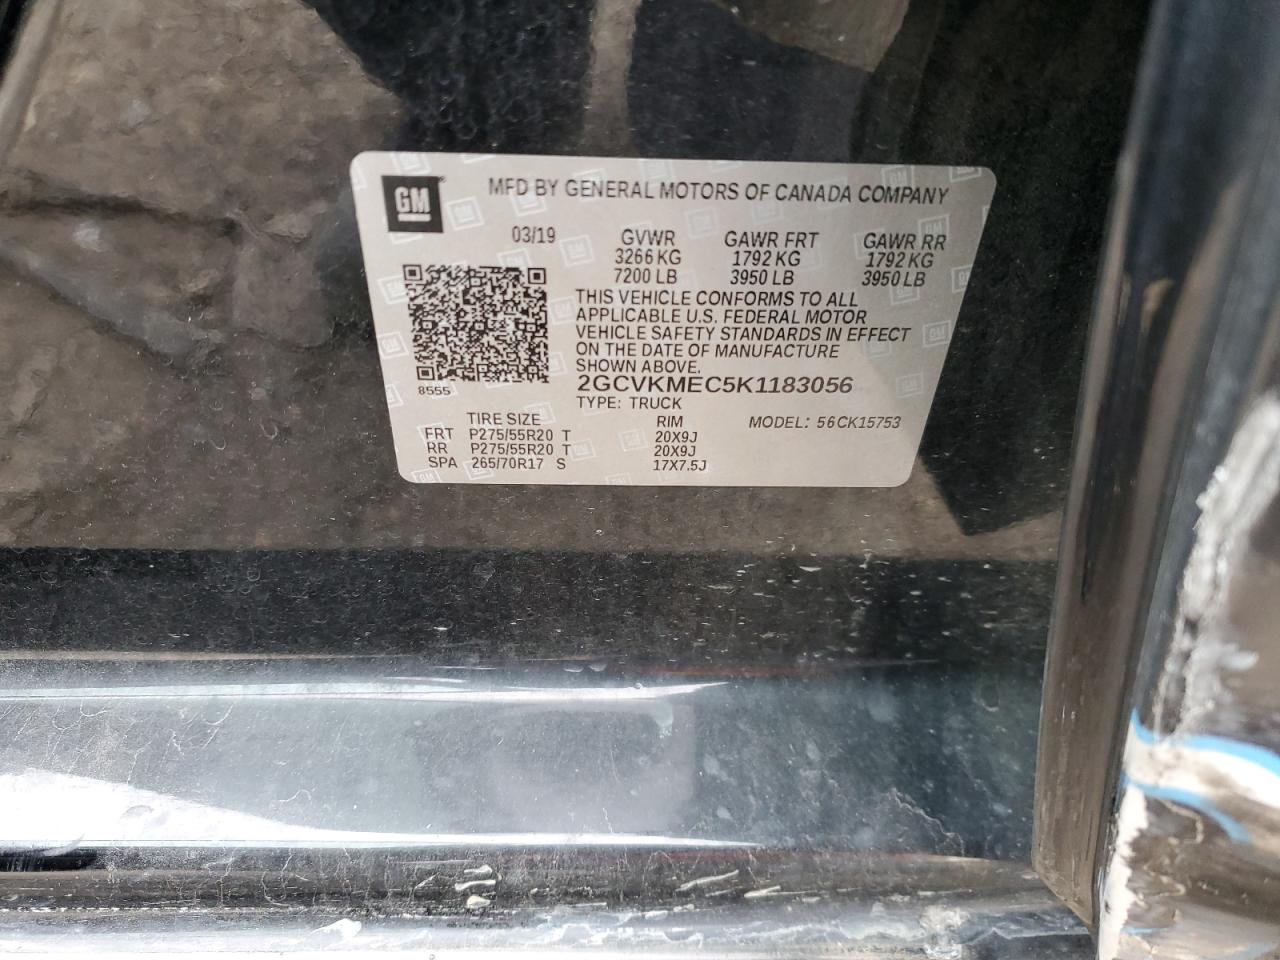 GM
MFD BY GENERAL MOTORS OF CANADA COMPANY
03/19 GVWR GAWR FRT GAWR RR
3266 KG 1792 KG 1792 KG
7200 LB 3950 LB 3950 LB
THIS VEHICLE CONFORMS TO ALL
APPLICABLE U.S. FEDERAL MOTOR
VEHICLE SAFETY STANDARDS IN EFFECT
ON THE DATE OF MANUFACTURE
SHOWN ABOVE.
8555
2GCVKMEC5K1183056
TYPE: TRUCK
TIRE SIZE RIM MODEL: 56CK15753
FRT P275/55R20 T 20X9J
RR P275/55R20 T 20X9J
SPA 265/70R17 S 17X7.5J